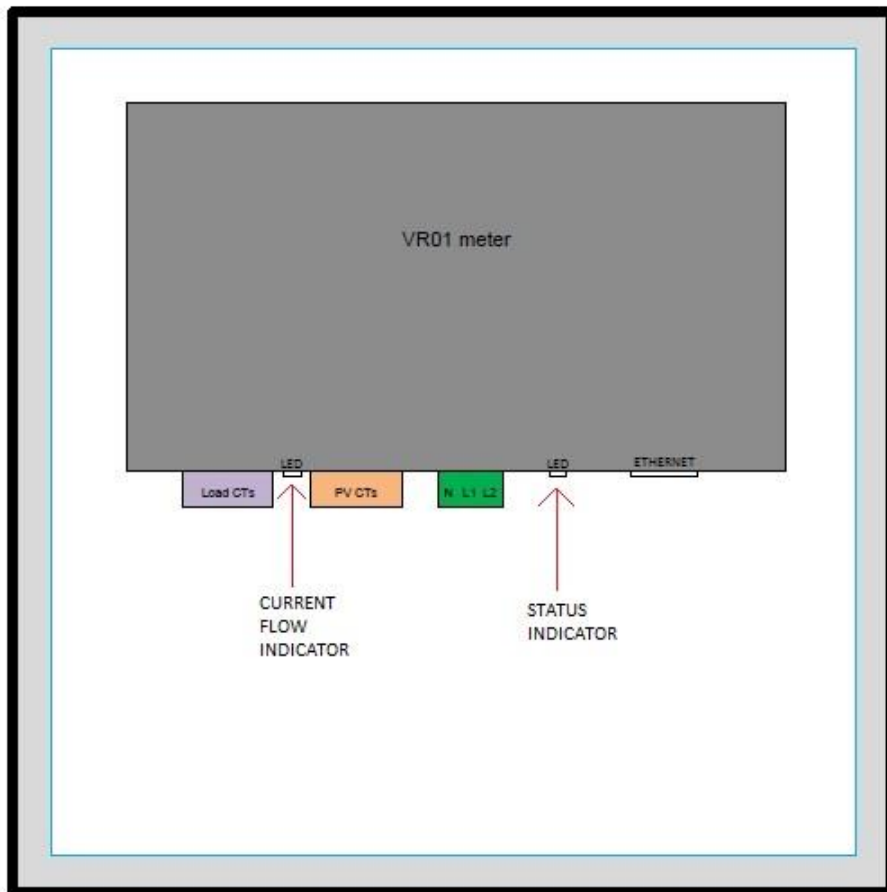 VR01 meter
LED
LED
ETHERNET
Load CTs
PV CTs
N L1 L2
CURRENT
FLOW
INDICATOR
STATUS
INDICATOR